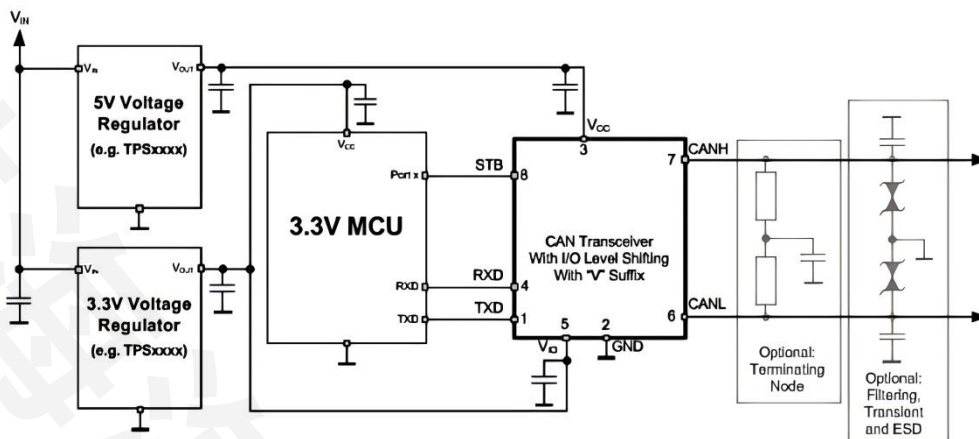 VIN
VIN
VOUT
5V Voltage
Regulator
(e.g. TPSxxxx)
VCC
Port x
STB
8
3.3V MCU
RXD
RXD
4
TXD
TXD
1
VCC
3
7
CANH
CAN Transceiver
With I/O Level Shifting
With "V" Suffix
6
CANL
5
VIO
2
GND
VIN
VOUT
3.3V Voltage
Regulator
(e.g. TPSxxxx)
Optional:
Terminating
Node
Optional:
Filtering,
Transient
and ESD